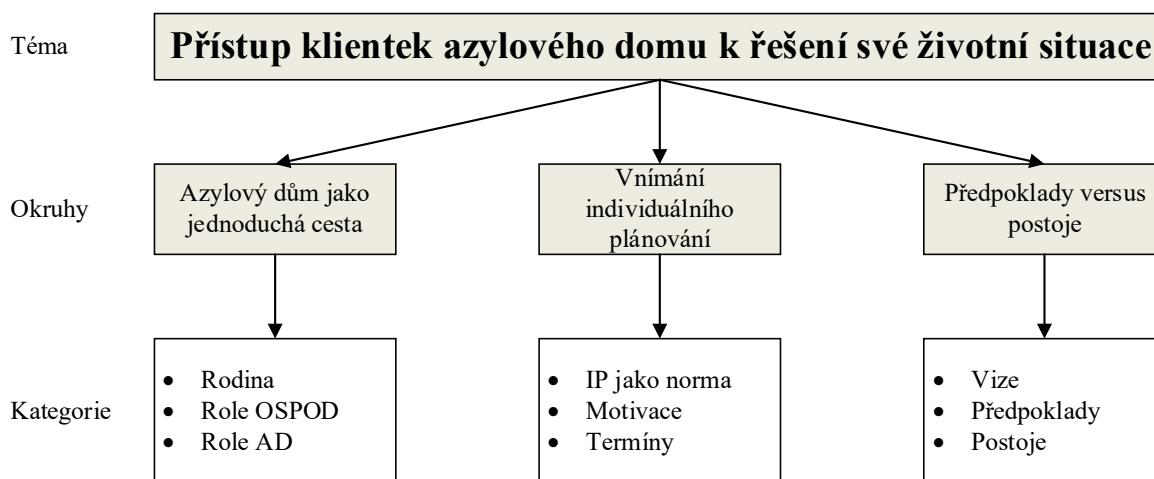 Téma
Přístup klientek azylového domu k řešení své životní situace
Okruhy
Azylový dům jako
jednoduchá cesta
Vnímání
individuálního
plánování
Předpoklady versus
postoje
Kategorie
• Rodina
• Role OSPOD
• Role AD
• IP jako norma
• Motivace
• Termíny
• Vize
• Předpoklady
• Postoje